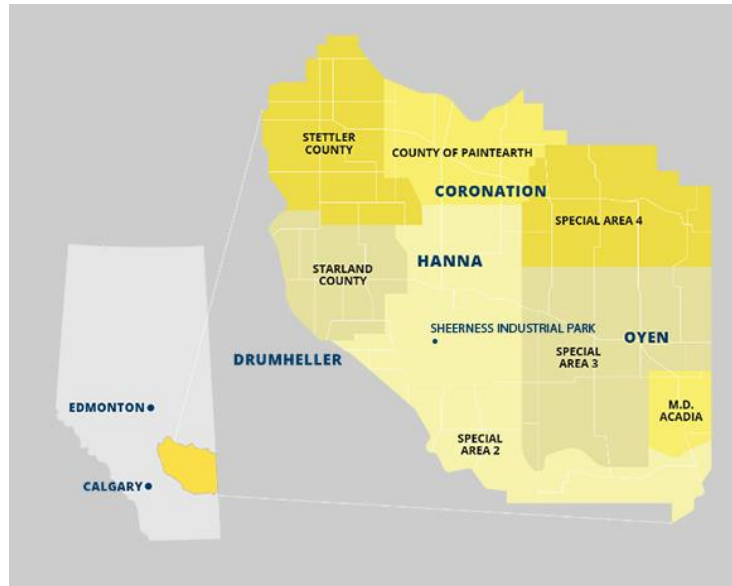 STETTLER
COUNTY
COUNTY OF PAINTEARTH
CORONATION
SPECIAL AREA 4
HANNA
STARLAND
COUNTY
SHEERNESS INDUSTRIAL PARK
OYEN
DRUMHELLER
SPECIAL
AREA 3
EDMONTON
M.D.
ACADIA
SPECIAL
AREA 2
CALGARY